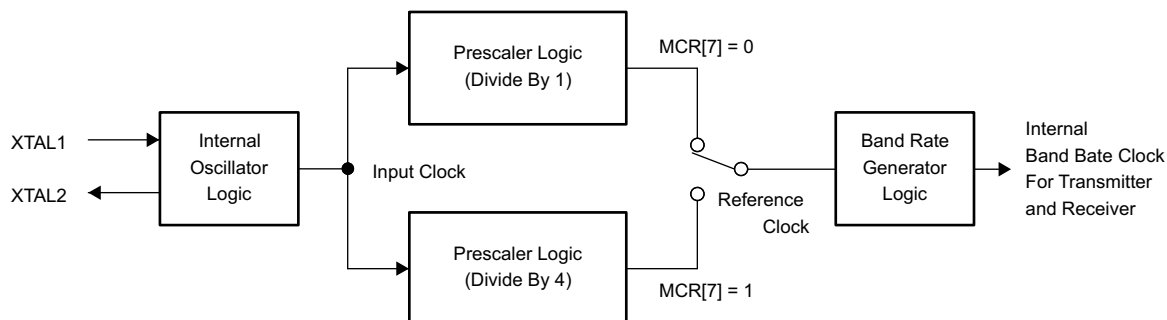 Prescaler Logic
(Divide By 1)
MCR[7] = 0
XTAL1
XTAL2
Internal
Oscillator
Logic
Input Clock
Band Rate
Generator
Logic
Internal
Band Bate Clock
For Transmitter
and Receiver
Reference
Clock
Prescaler Logic
(Divide By 4)
MCR[7] = 1